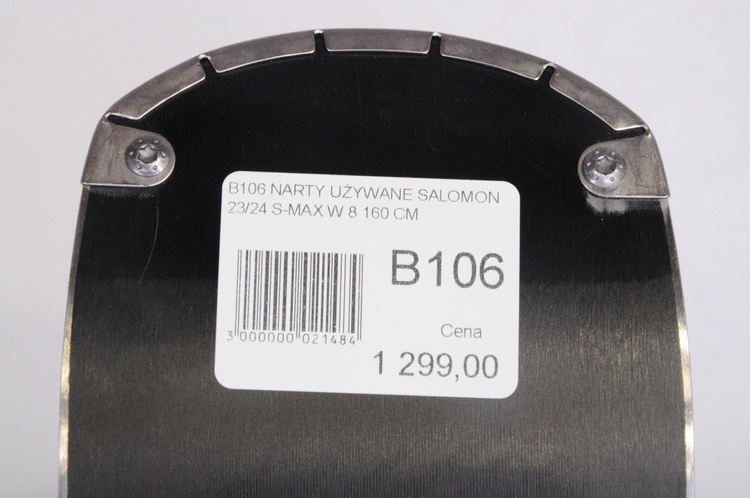 B106 NARTY UŻYWANE SALOMON
23/24 S-MAX W 8 160 CM
B106
3 000000 021484
Cena
1 299,00